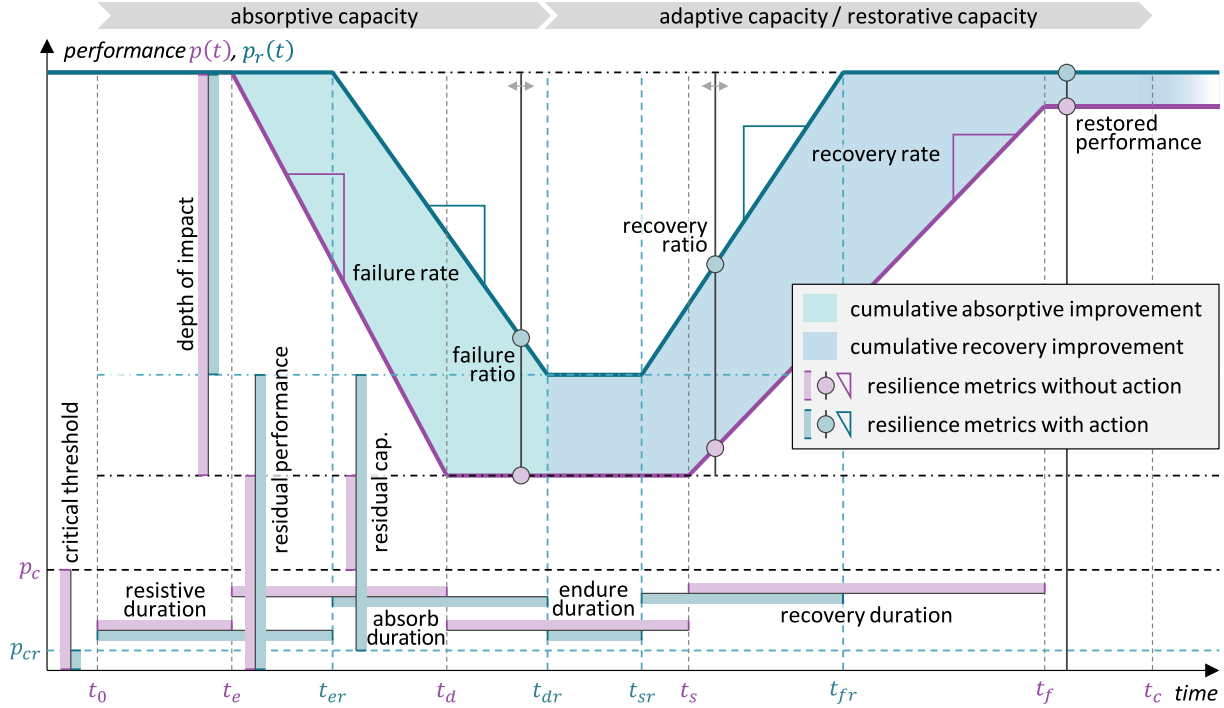 absorptive capacity
adaptive capacity / restorative capacity
performance p(t), p_r(t)
restored
performance
recovery rate
recovery
ratio
depth of impact
failure rate
failure
ratio
cumulative absorptive improvement
cumulative recovery improvement
resilience metrics without action
resilience metrics with action
critical threshold
residual performance
residual cap.
p_c
resistive
duration
absorb
duration
endure
duration
recovery duration
p_cr
t_0
t_e
t_er
t_d
t_dr
t_sr
t_s
t_fr
t_f
t_c
time